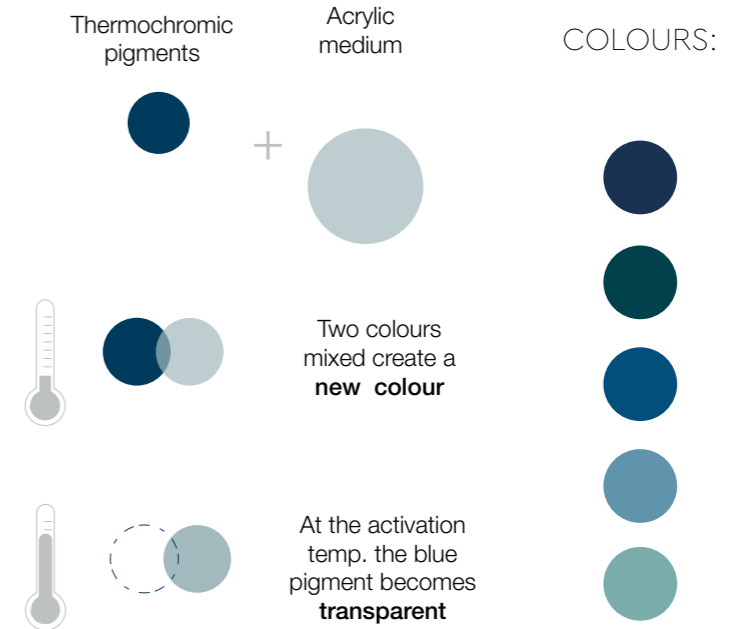 Thermochromic
pigments
Acrylic
medium
COLOURS:
+
Two colours
mixed create a
new colour
At the activation
temp. the blue
pigment becomes
transparent